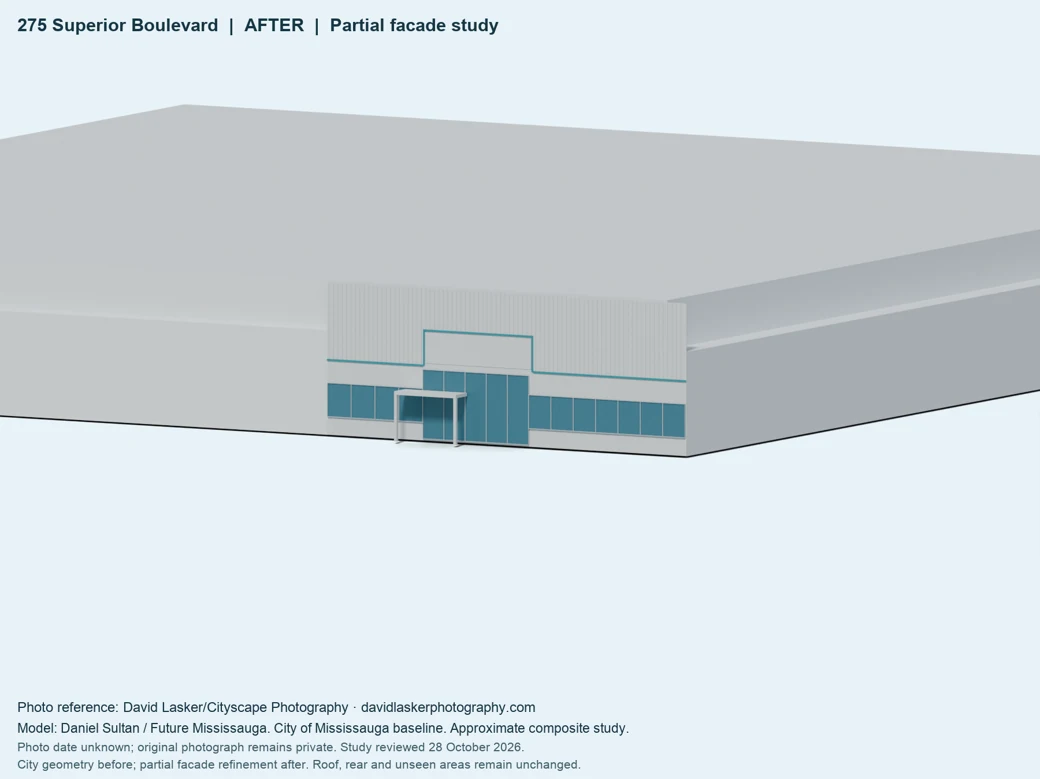 275 Superior Boulevard | AFTER | Partial facade study
Photo reference: David Lasker/Cityscape Photography · davidlaskerphotography.com
Model: Daniel Sultan / Future Mississauga. City of Mississauga baseline. Approximate composite study.
Photo date unknown; original photograph remains private. Study reviewed 28 October 2026.
City geometry before; partial facade refinement after. Roof, rear and unseen areas remain unchanged.